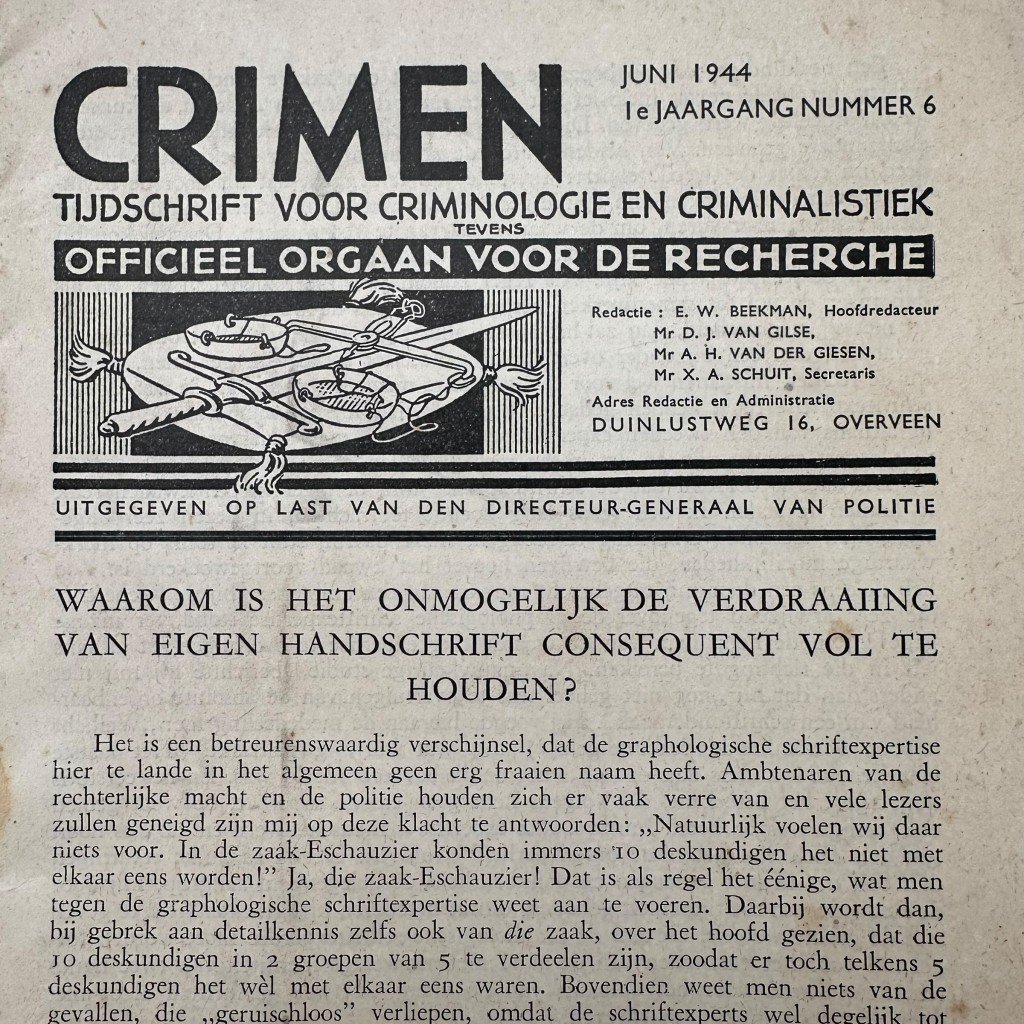 CRIMEN
JUNI 1944
1e JAARGANG NUMMER 6
TIJDSCHRIFT VOOR CRIMINOLOGIE EN CRIMINALISTIEK
TEVENS
OFFICIEEL ORGAAN VOOR DE RECHERCHE
Redactie : E. W. BEEKMAN, Hoofdredacteur
Mr D. J. VAN GILSE,
Mr A. H. VAN DER GIESEN,
Mr X. A. SCHUIT, Secretaris
Adres Redactie en Administratie
DUINLUSTWEG 16, OVERVEEN
UITGEGEVEN OP LAST VAN DEN DIRECTEUR-GENERAAL VAN POLITIE
WAAROM IS HET ONMOGELIJK DE VERDRAAIING
VAN EIGEN HANDSCHRIFT CONSEQUENT VOL TE
HOUDEN?
Het is een betreurenswaardig verschijnsel, dat de graphologische schriftexpertise
hier te lande in het algemeen geen erg fraaien naam heeft. Ambtenaren van de
rechterlijke macht en de politie houden zich er vaak verre van en vele lezers
zullen geneigd zijn mij op deze klacht te antwoorden: „Natuurlijk voelen wij daar
niets voor. In de zaak-Eschauzier konden immers 10 deskundigen het niet met
elkaar eens worden!” Ja, die zaak-Eschauzier! Dat is als regel het éénige, wat men
tegen de graphologische schriftexpertise weet aan te voeren. Daarbij wordt dan,
bij gebrek aan detailkennis zelfs ook van die zaak, over het hoofd gezien, dat die
10 deskundigen in 2 groepen van 5 te verdeelen zijn, zoodat er toch telkens 5
deskundigen het wèl met elkaar eens waren. Bovendien weet men niets van de
gevallen, die „geruischloos” verliepen, omdat de schriftexperts wel degelijk tot